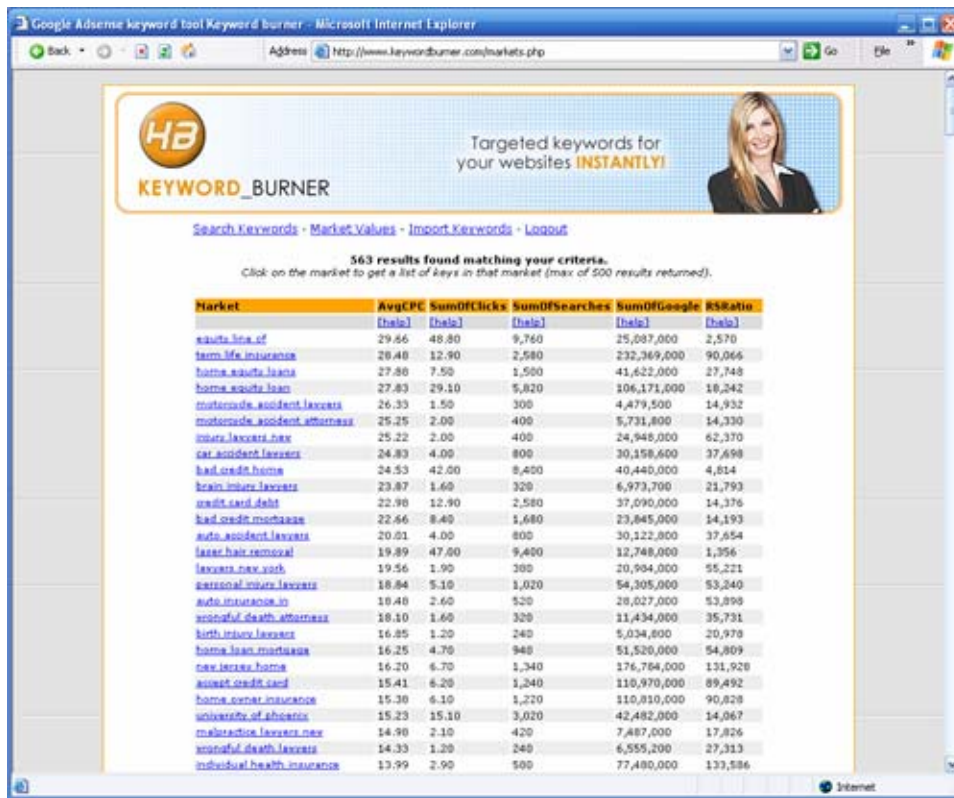 Google Adsense keyword tool Keyword burner - Microsoft Internet Explorer
Back Address http://www.keywordburner.com/markets.php Go File »
KB
KEYWORD_BURNER
Targeted keywords for
your websites INSTANTLY!
Search Keywords - Market Values - Import Keywords - Logout
563 results found matching your criteria.
Click on the market to get a list of keys in that market (max of 500 results returned).
Market AvgCPC SumOfClicks SumOfSearches SumOfGoogle RSRatio
[help] [help] [help] [help] [help]
equity line of 29.66 48.80 9,760 25,087,000 2,570
term life insurance 28.48 12.90 2,580 232,369,000 90,066
home equity loans 27.88 7.50 1,500 41,622,000 27,748
home equity loan 27.83 29.10 5,820 106,171,000 18,242
motorcycle accident lawyers 26.33 1.50 300 4,479,500 14,932
motorcycle accident attorneys 25.25 2.00 400 5,731,800 14,330
injury lawyers new 25.22 2.00 400 24,948,000 62,370
car accident lawyers 24.83 4.00 800 30,158,600 37,698
bad credit home 24.53 42.00 8,400 40,440,000 4,814
brain injury lawyers 23.87 1.60 320 6,973,700 21,793
credit card debt 22.98 12.90 2,580 37,090,000 14,376
bad credit mortgage 22.66 8.40 1,680 23,845,000 14,193
auto accident lawyers 20.01 4.00 800 30,122,800 37,654
laser hair removal 19.89 47.00 9,400 12,748,000 1,356
lawyers new york 19.56 1.90 380 20,984,000 55,221
personal injury lawyers 18.84 5.10 1,020 54,305,000 53,240
auto insurance in 18.48 2.60 520 28,027,000 53,898
wrongful death attorneys 18.10 1.60 320 11,434,000 35,731
birth injury lawyers 16.85 1.20 240 5,034,800 20,978
home loan mortgage 16.25 4.70 940 51,520,000 54,809
new jersey home 16.20 6.70 1,340 176,784,000 131,928
accept credit card 15.41 6.20 1,240 110,970,000 89,492
home owner insurance 15.38 6.10 1,220 110,810,000 90,828
university of phoenix 15.23 15.10 3,020 42,482,000 14,067
malpractice lawyers new 14.98 2.10 420 7,487,000 17,826
wrongful death lawyers 14.33 1.20 240 6,555,200 27,313
individual health insurance 13.99 2.90 580 77,480,000 133,586
Internet